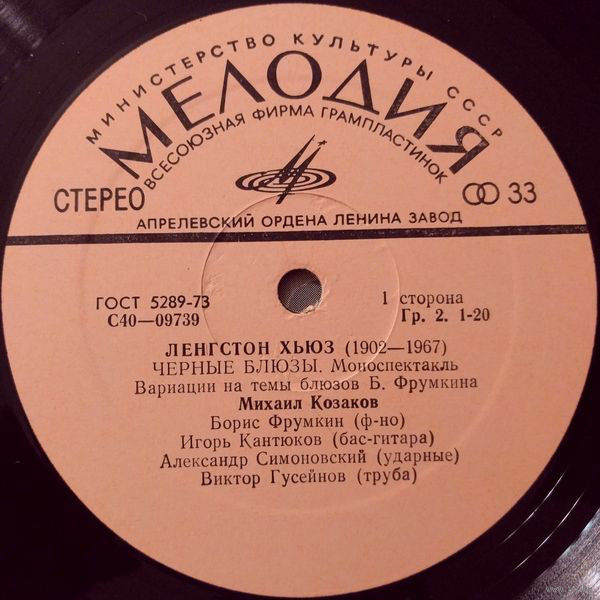 МИНИСТЕРСТВО КУЛЬТУРЫ СССР
МЕЛОДИЯ
ВСЕСОЮЗНАЯ ФИРМА ГРАМПЛАСТИНОК
СТЕРЕО 33
АПРЕЛЕВСКИЙ ОРДЕНА ЛЕНИНА ЗАВОД
ГОСТ 5289-73 1 сторона
С40—09739 Гр. 2. 1-20
ЛЕНГСТОН ХЬЮЗ (1902—1967)
ЧЕРНЫЕ БЛЮЗЫ. Моноспектакль
Вариации на темы блюзов Б. Фрумкина
Михаил Козаков
Борис Фрумкин (ф-но)
Игорь Кантюков (бас-гитара)
Александр Симоновский (ударные)
Виктор Гусейнов (труба)